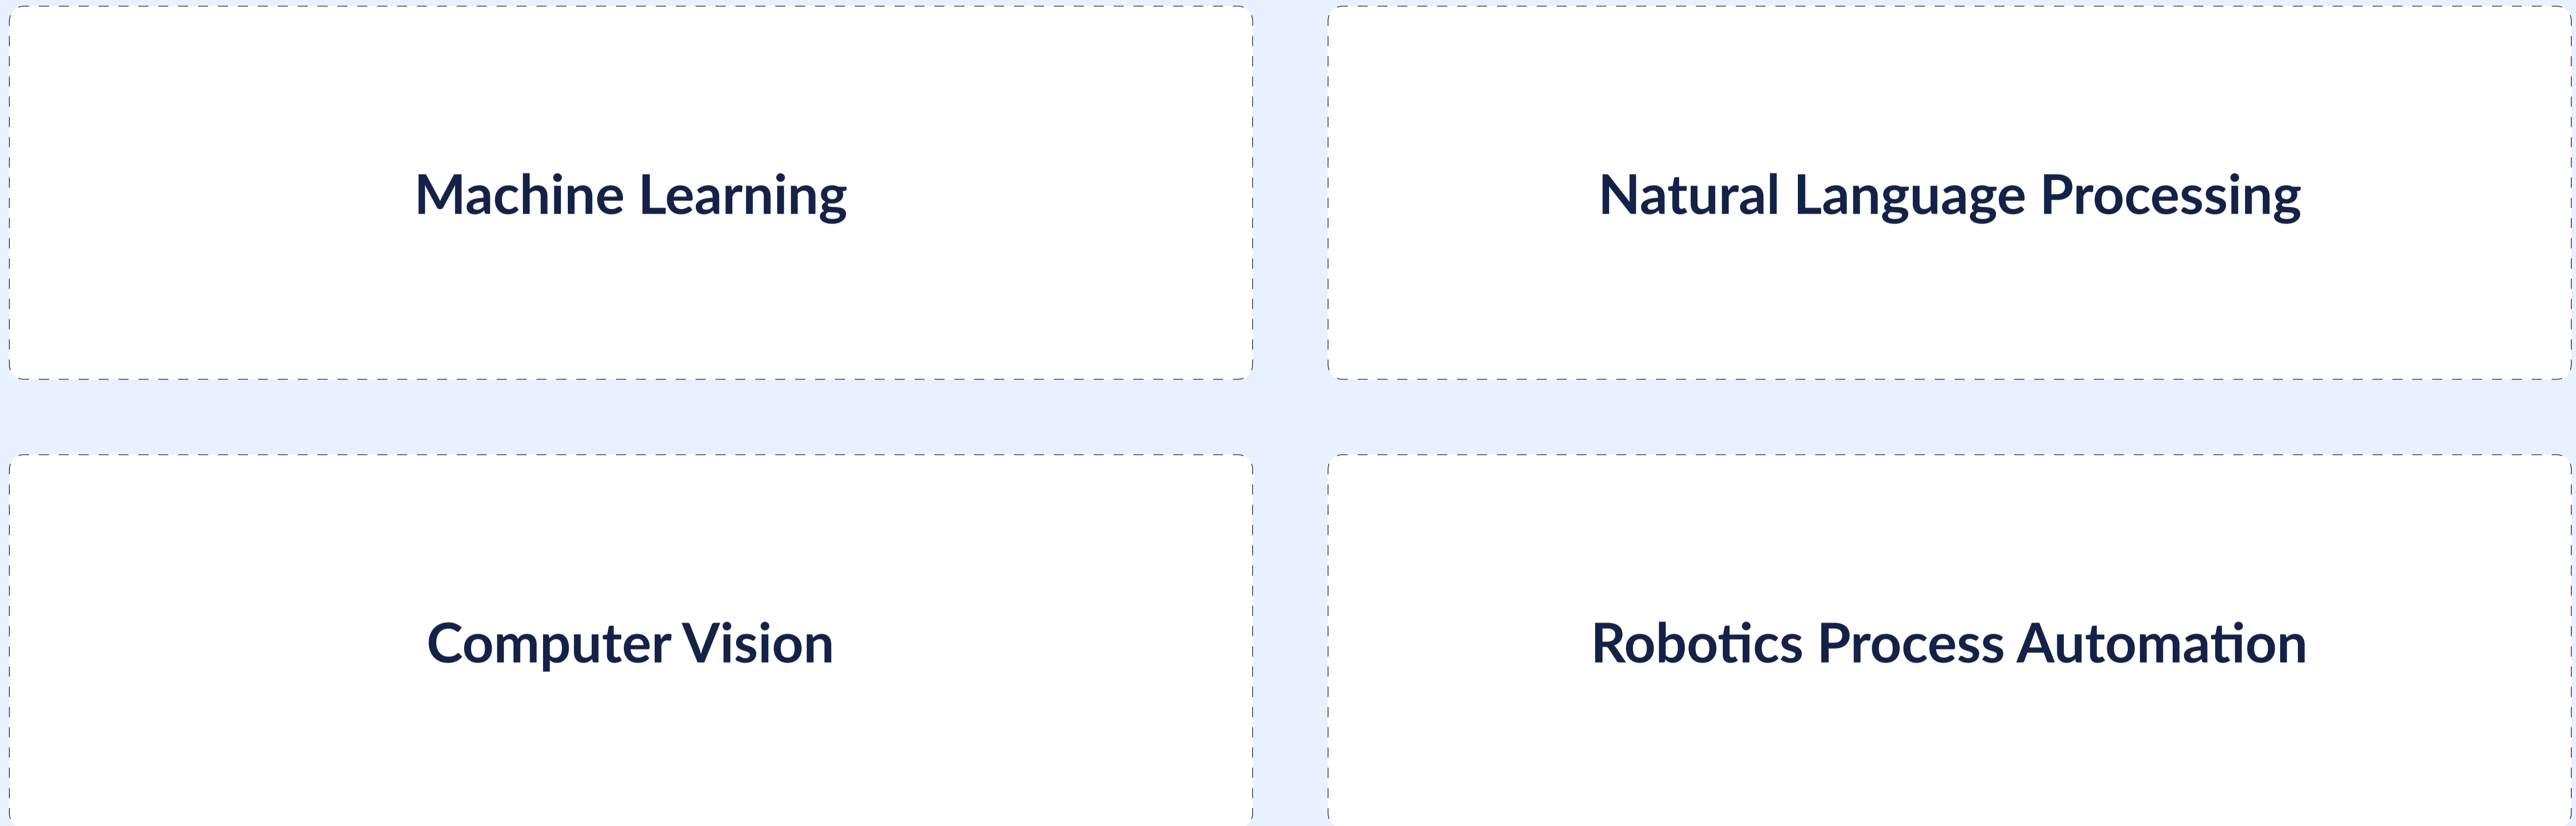 Machine Learning
Natural Language Processing
Computer Vision
Robotics Process Automation